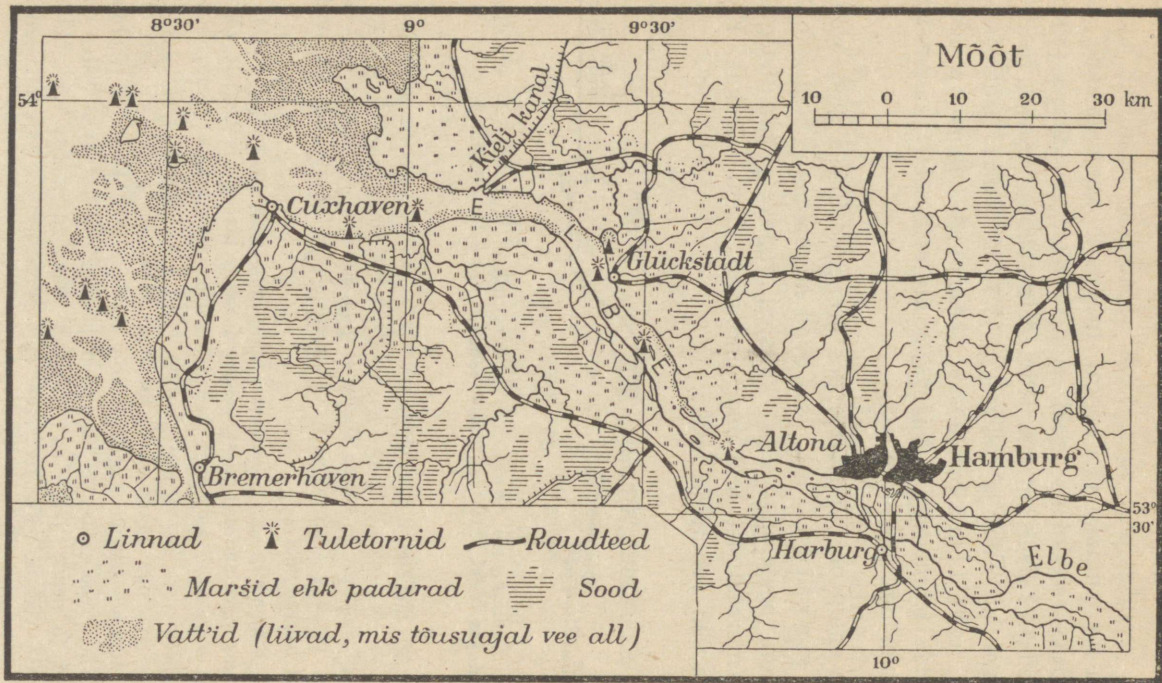 8°30'
9°
9°30'
Mõõt
10 0 10 20 30 km
54°
Kieli kanal
Cuxhaven
E L B E
Glückstadt
Altona
Hamburg
Bremerhaven
53°
30'
Harburg
Elbe
10°
Linnad
Tuletornid
Raudteed
Maršid ehk padurad
Sood
Vatt'id (liivad, mis tõusuajal vee all)